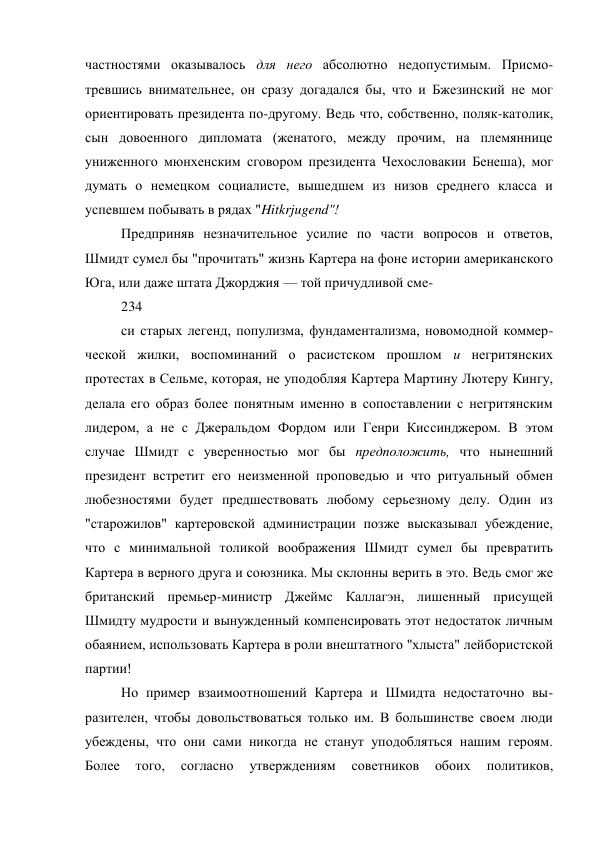 частностями оказывалось для него абсолютно недопустимым. Присмо-
тревшись внимательнее, он сразу догадался бы, что и Бжезинский не мог
ориентировать президента по-другому. Ведь что, собственно, поляк-католик,
сын довоенного дипломата (женатого, между прочим, на племяннице
униженного мюнхенским сговором президента Чехословакии Бенеша), мог
думать о немецком социалисте, вышедшем из низов среднего класса и
успевшем побывать в рядах "Hitkrjugend"!
Предприняв незначительное усилие по части вопросов и ответов,
Шмидт сумел бы "прочитать" жизнь Картера на фоне истории американского
Юга, или даже штата Джорджия — той причудливой сме-
234
си старых легенд, популизма, фундаментализма, новомодной коммер-
ческой жилки, воспоминаний о расистском прошлом и негритянских
протестах в Сельме, которая, не уподобляя Картера Мартину Лютеру Кингу,
делала его образ более понятным именно в сопоставлении с негритянским
лидером, а не с Джеральдом Фордом или Генри Киссинджером. В этом
случае Шмидт с уверенностью мог бы предположить, что нынешний
президент встретит его неизменной проповедью и что ритуальный обмен
любезностями будет предшествовать любому серьезному делу. Один из
"старожилов" картеровской администрации позже высказывал убеждение,
что с минимальной толикой воображения Шмидт сумел бы превратить
Картера в верного друга и союзника. Мы склонны верить в это. Ведь смог же
британский премьер-министр Джеймс Каллагэн, лишенный присущей
Шмидту мудрости и вынужденный компенсировать этот недостаток личным
обаянием, использовать Картера в роли внештатного "хлыста" лейбористской
партии!
Но пример взаимоотношений Картера и Шмидта недостаточно вы-
разителен, чтобы довольствоваться только им. В большинстве своем люди
убеждены, что они сами никогда не станут уподобляться нашим героям.
Более того, согласно утверждениям советников обоих политиков,